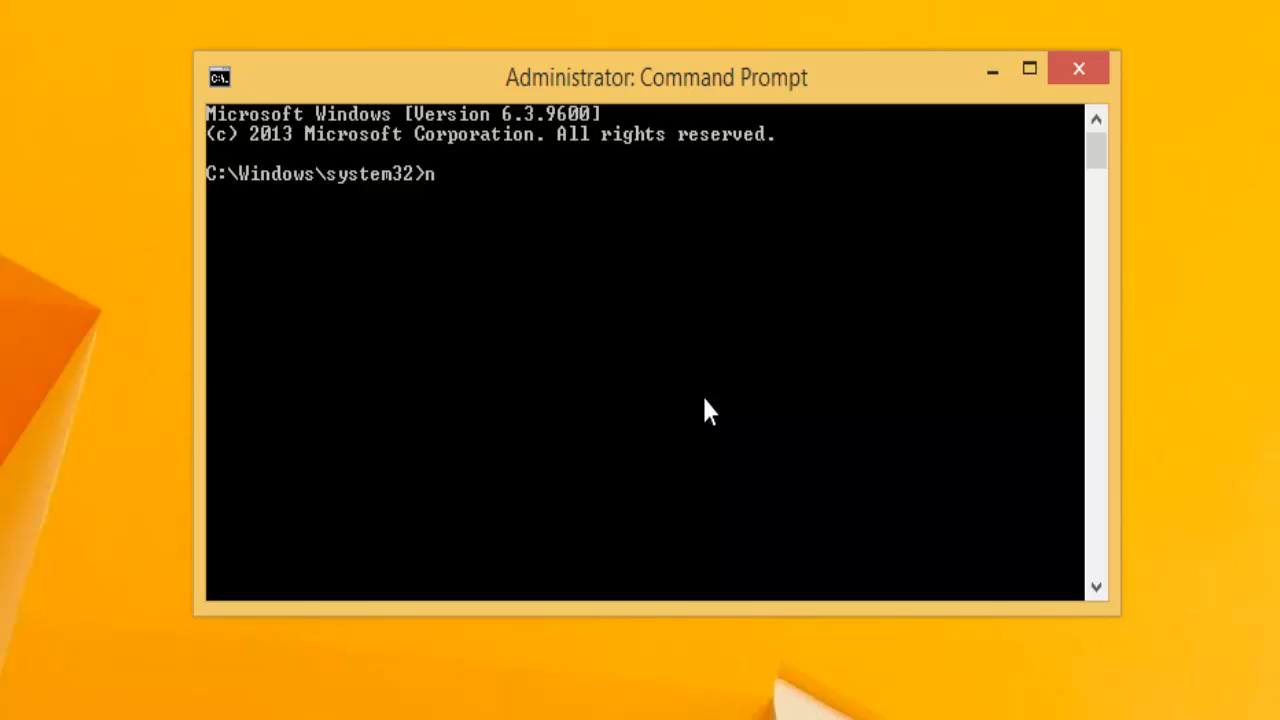 C:\.
Administrator: Command Prompt
Microsoft Windows [Version 6.3.9600]
(c) 2013 Microsoft Corporation. All rights reserved.
C:\Windows\system32>n